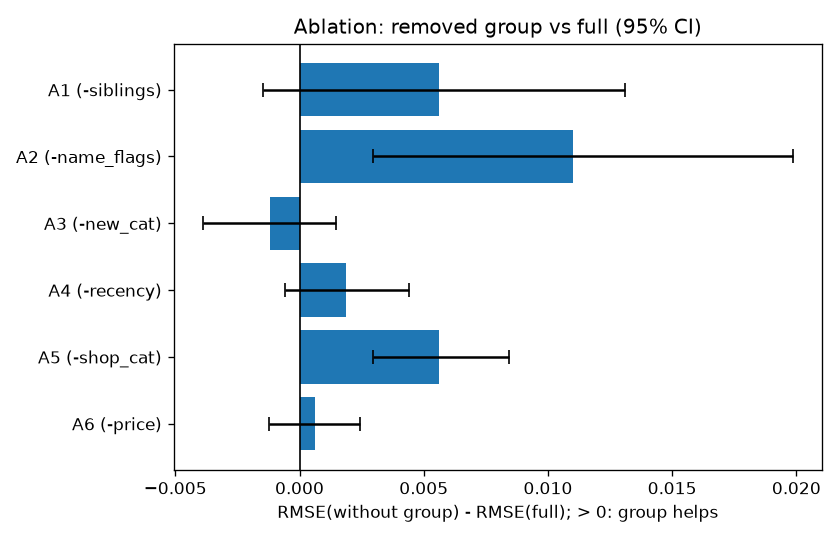 Ablation: removed group vs full (95% CI)
A1 (-siblings)
A2 (-name_flags)
A3 (-new_cat)
A4 (-recency)
A5 (-shop_cat)
A6 (-price)
−0.005 0.000 0.005 0.010 0.015 0.020
RMSE(without group) - RMSE(full); > 0: group helps